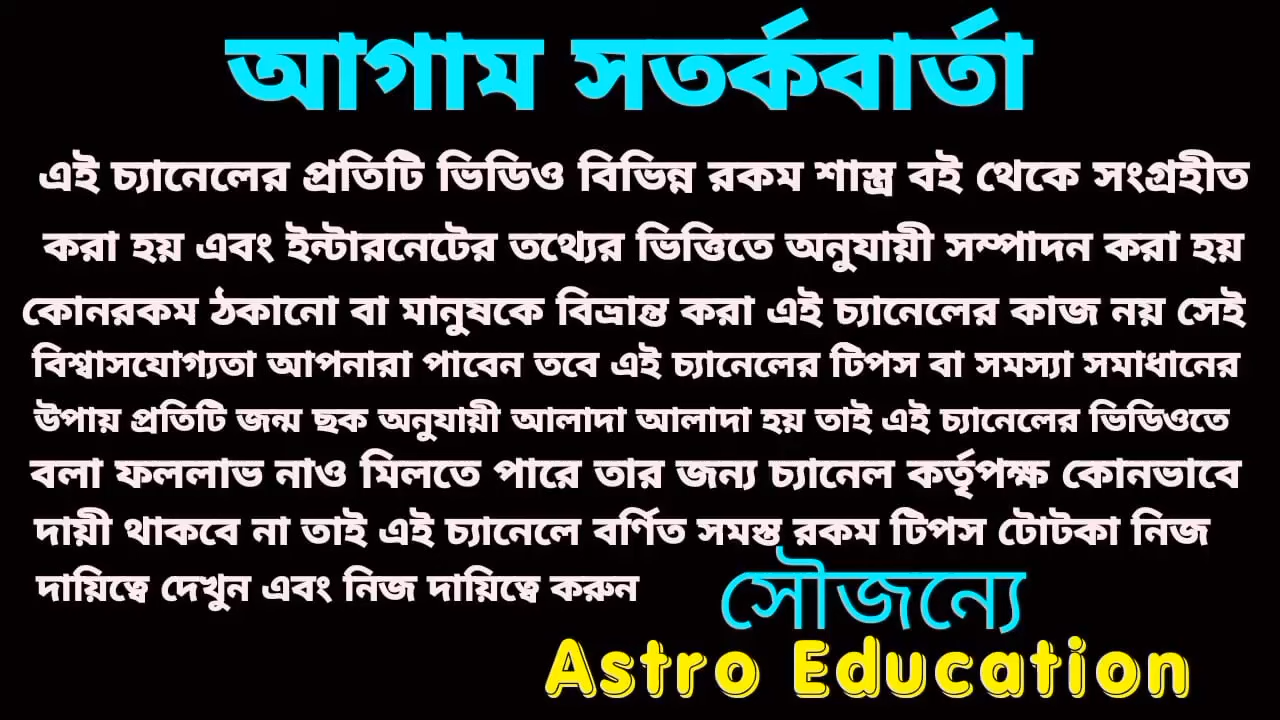 আগাম সতর্কবার্তা
এই চ্যানেলের প্রতিটি ভিডিও বিভিন্ন রকম শাস্ত্র বই থেকে সংগ্রহীত
করা হয় এবং ইন্টারনেটের তথ্যের ভিত্তিতে অনুযায়ী সম্পাদন করা হয়
কোনরকম ঠকানো বা মানুষকে বিভ্রান্ত করা এই চ্যানেলের কাজ নয় সেই
বিশ্বাসযোগ্যতা আপনারা পাবেন তবে এই চ্যানেলের টিপস বা সমস্যা সমাধানের
উপায় প্রতিটি জন্ম ছক অনুযায়ী আলাদা আলাদা হয় তাই এই চ্যানেলের ভিডিওতে
বলা ফললাভ নাও মিলতে পারে তার জন্য চ্যানেল কর্তৃপক্ষ কোনভাবে
দায়ী থাকবে না তাই এই চ্যানেলে বর্ণিত সমস্ত রকম টিপস টোটকা নিজ
দায়িত্বে দেখুন এবং নিজ দায়িত্বে করুন
সৌজন্যে
Astro Education